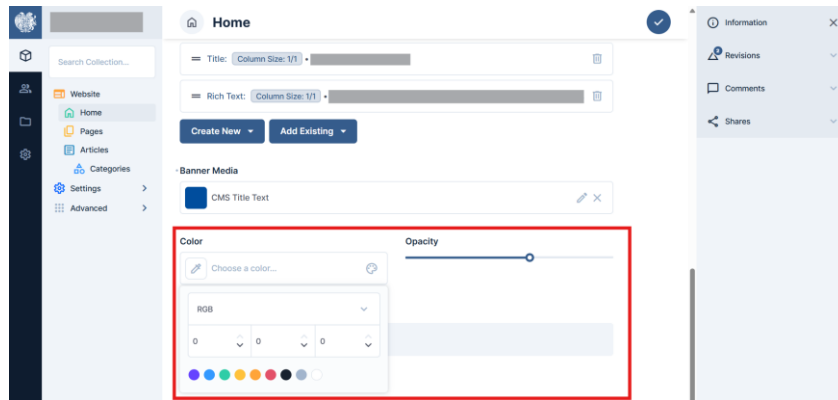 Home
Search Collection...
Website
Home
Pages
Articles
Categories
Settings
Advanced
Title: Column Size: 1/1 •
Rich Text: Column Size: 1/1 •
Create New
Add Existing
Banner Media
CMS Title Text
Color
Opacity
Choose a color...
RGB
0 0 0
Information
Revisions
Comments
Shares